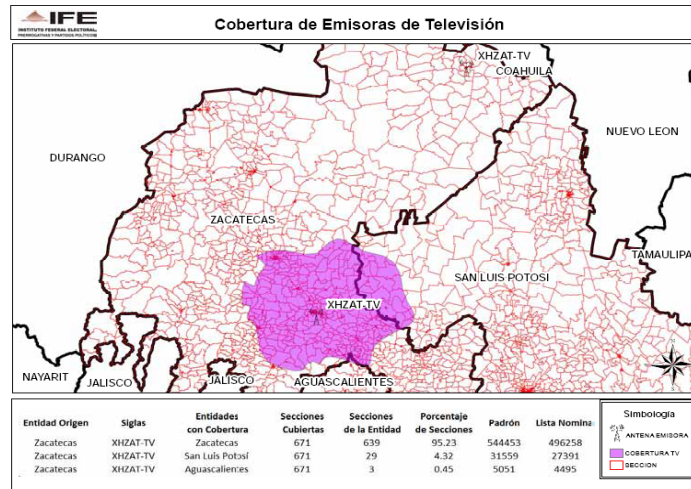 IFE
INSTITUTO FEDERAL ELECTORAL
PRERROGATIVAS Y PARTIDOS POLÍTICOS
Cobertura de Emisoras de Televisión
XHZAT-TV
COAHUILA
NUEVO LEON
DURANGO
ZACATECAS
TAMAULIPA
SAN LUIS POTOSI
XHZAT-TV
NAYARIT
JALISCO
JALISCO
AGUASCALIENTES
Entidad Origen Siglas Entidades con Cobertura Secciones Cubiertas Secciones de la Entidad Porcentaje de Secciones Padrón Lista Nomina
Zacatecas XHZAT-TV Zacatecas 671 639 95.23 544453 496258
Zacatecas XHZAT-TV San Luis Potosí 671 29 4.32 31559 27391
Zacatecas XHZAT-TV Aguascalientes 671 3 0.45 5051 4495
Simbología
ANTENA EMISORA
COBERTURA TV
SECCION